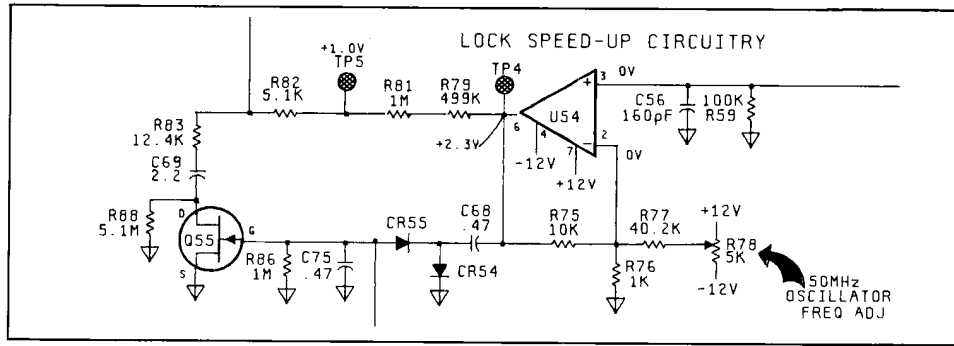 LOCK SPEED-UP CIRCUITRY
+1.0V
TP5
TP4
R82
5.1K
R81
1M
R79
499K
+2.3V
6
4
-12V
7
+12V
U54
+
3
0V
-
2
0V
C56
160pF
100K
R59
R83
12.4K
C69
2.2
R88
5.1M
D
G
S
Q55
R86
1M
C75
.47
CR55
CR54
C68
.47
R75
10K
R77
40.2K
R76
1K
+12V
R78
5K
-12V
50MHz
OSCILLATOR
FREQ ADJ